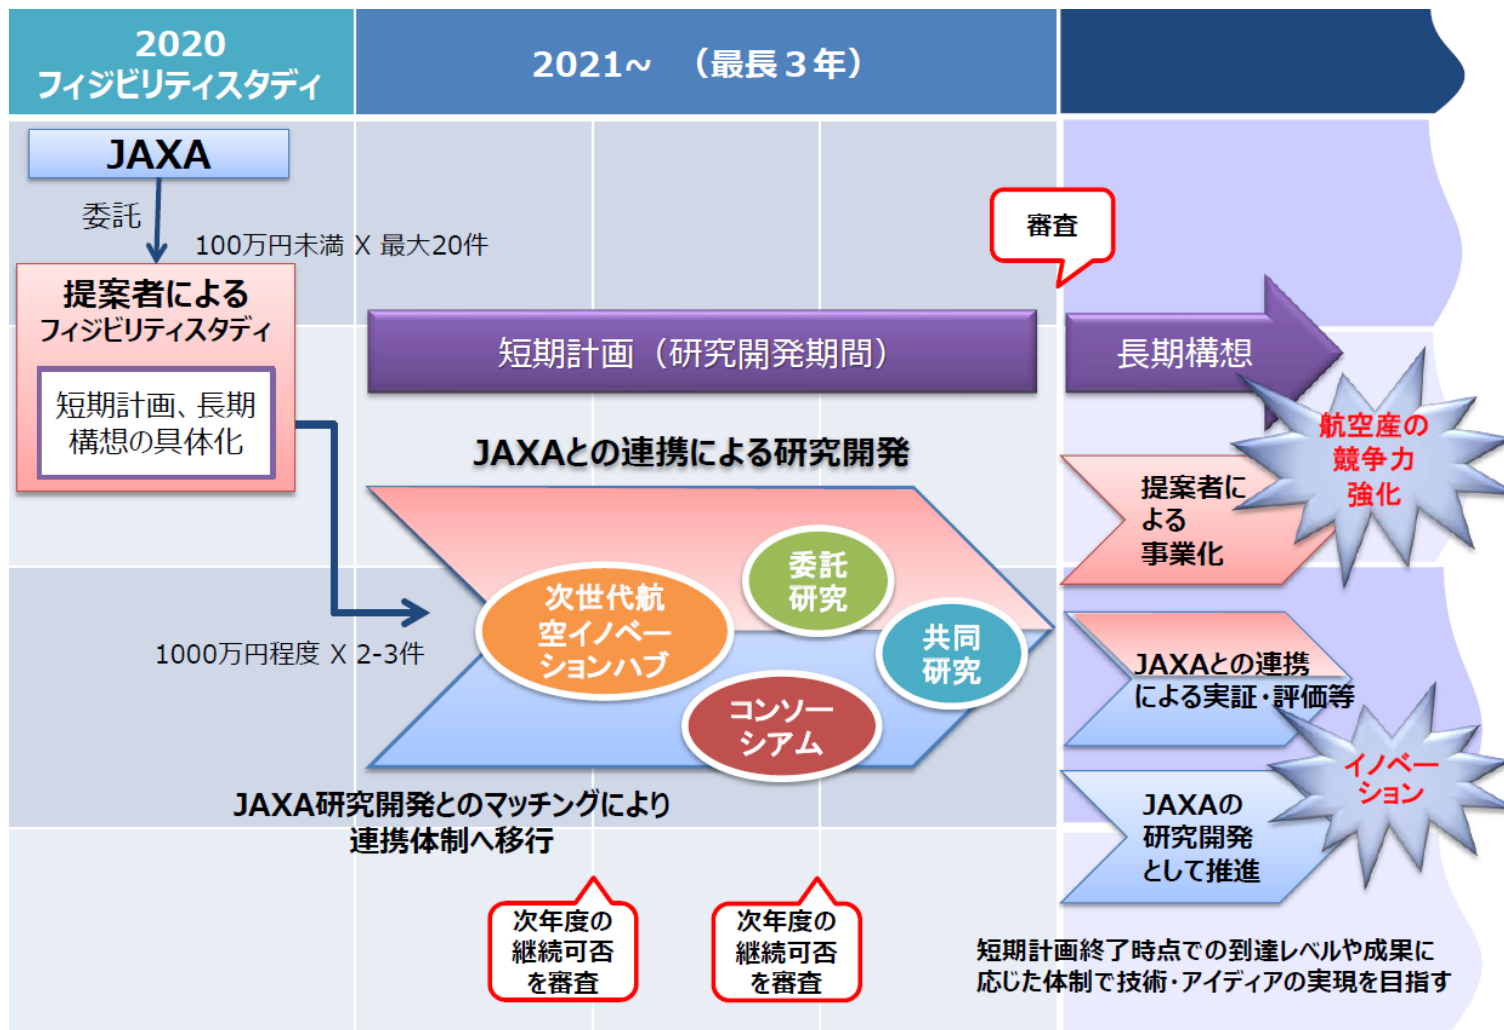 2020
フィジビリティスタディ
2021~ （最長３年）
JAXA
委託
100万円未満 X 最大20件
提案者による
フィジビリティスタディ
短期計画、長期
構想の具体化
審査
短期計画（研究開発期間）
長期構想
航空産の
競争力
強化
JAXAとの連携による研究開発
提案者に
よる
事業化
委託
研究
次世代航
空イノベー
ションハブ
共同
研究
コンソー
シアム
1000万円程度 X 2-3件
JAXAとの連携
による実証・評価等
イノベー
ション
JAXA研究開発とのマッチングにより
連携体制へ移行
JAXAの
研究開発
として推進
次年度の
継続可否
を審査
次年度の
継続可否
を審査
短期計画終了時点での到達レベルや成果に
応じた体制で技術・アイディアの実現を目指す